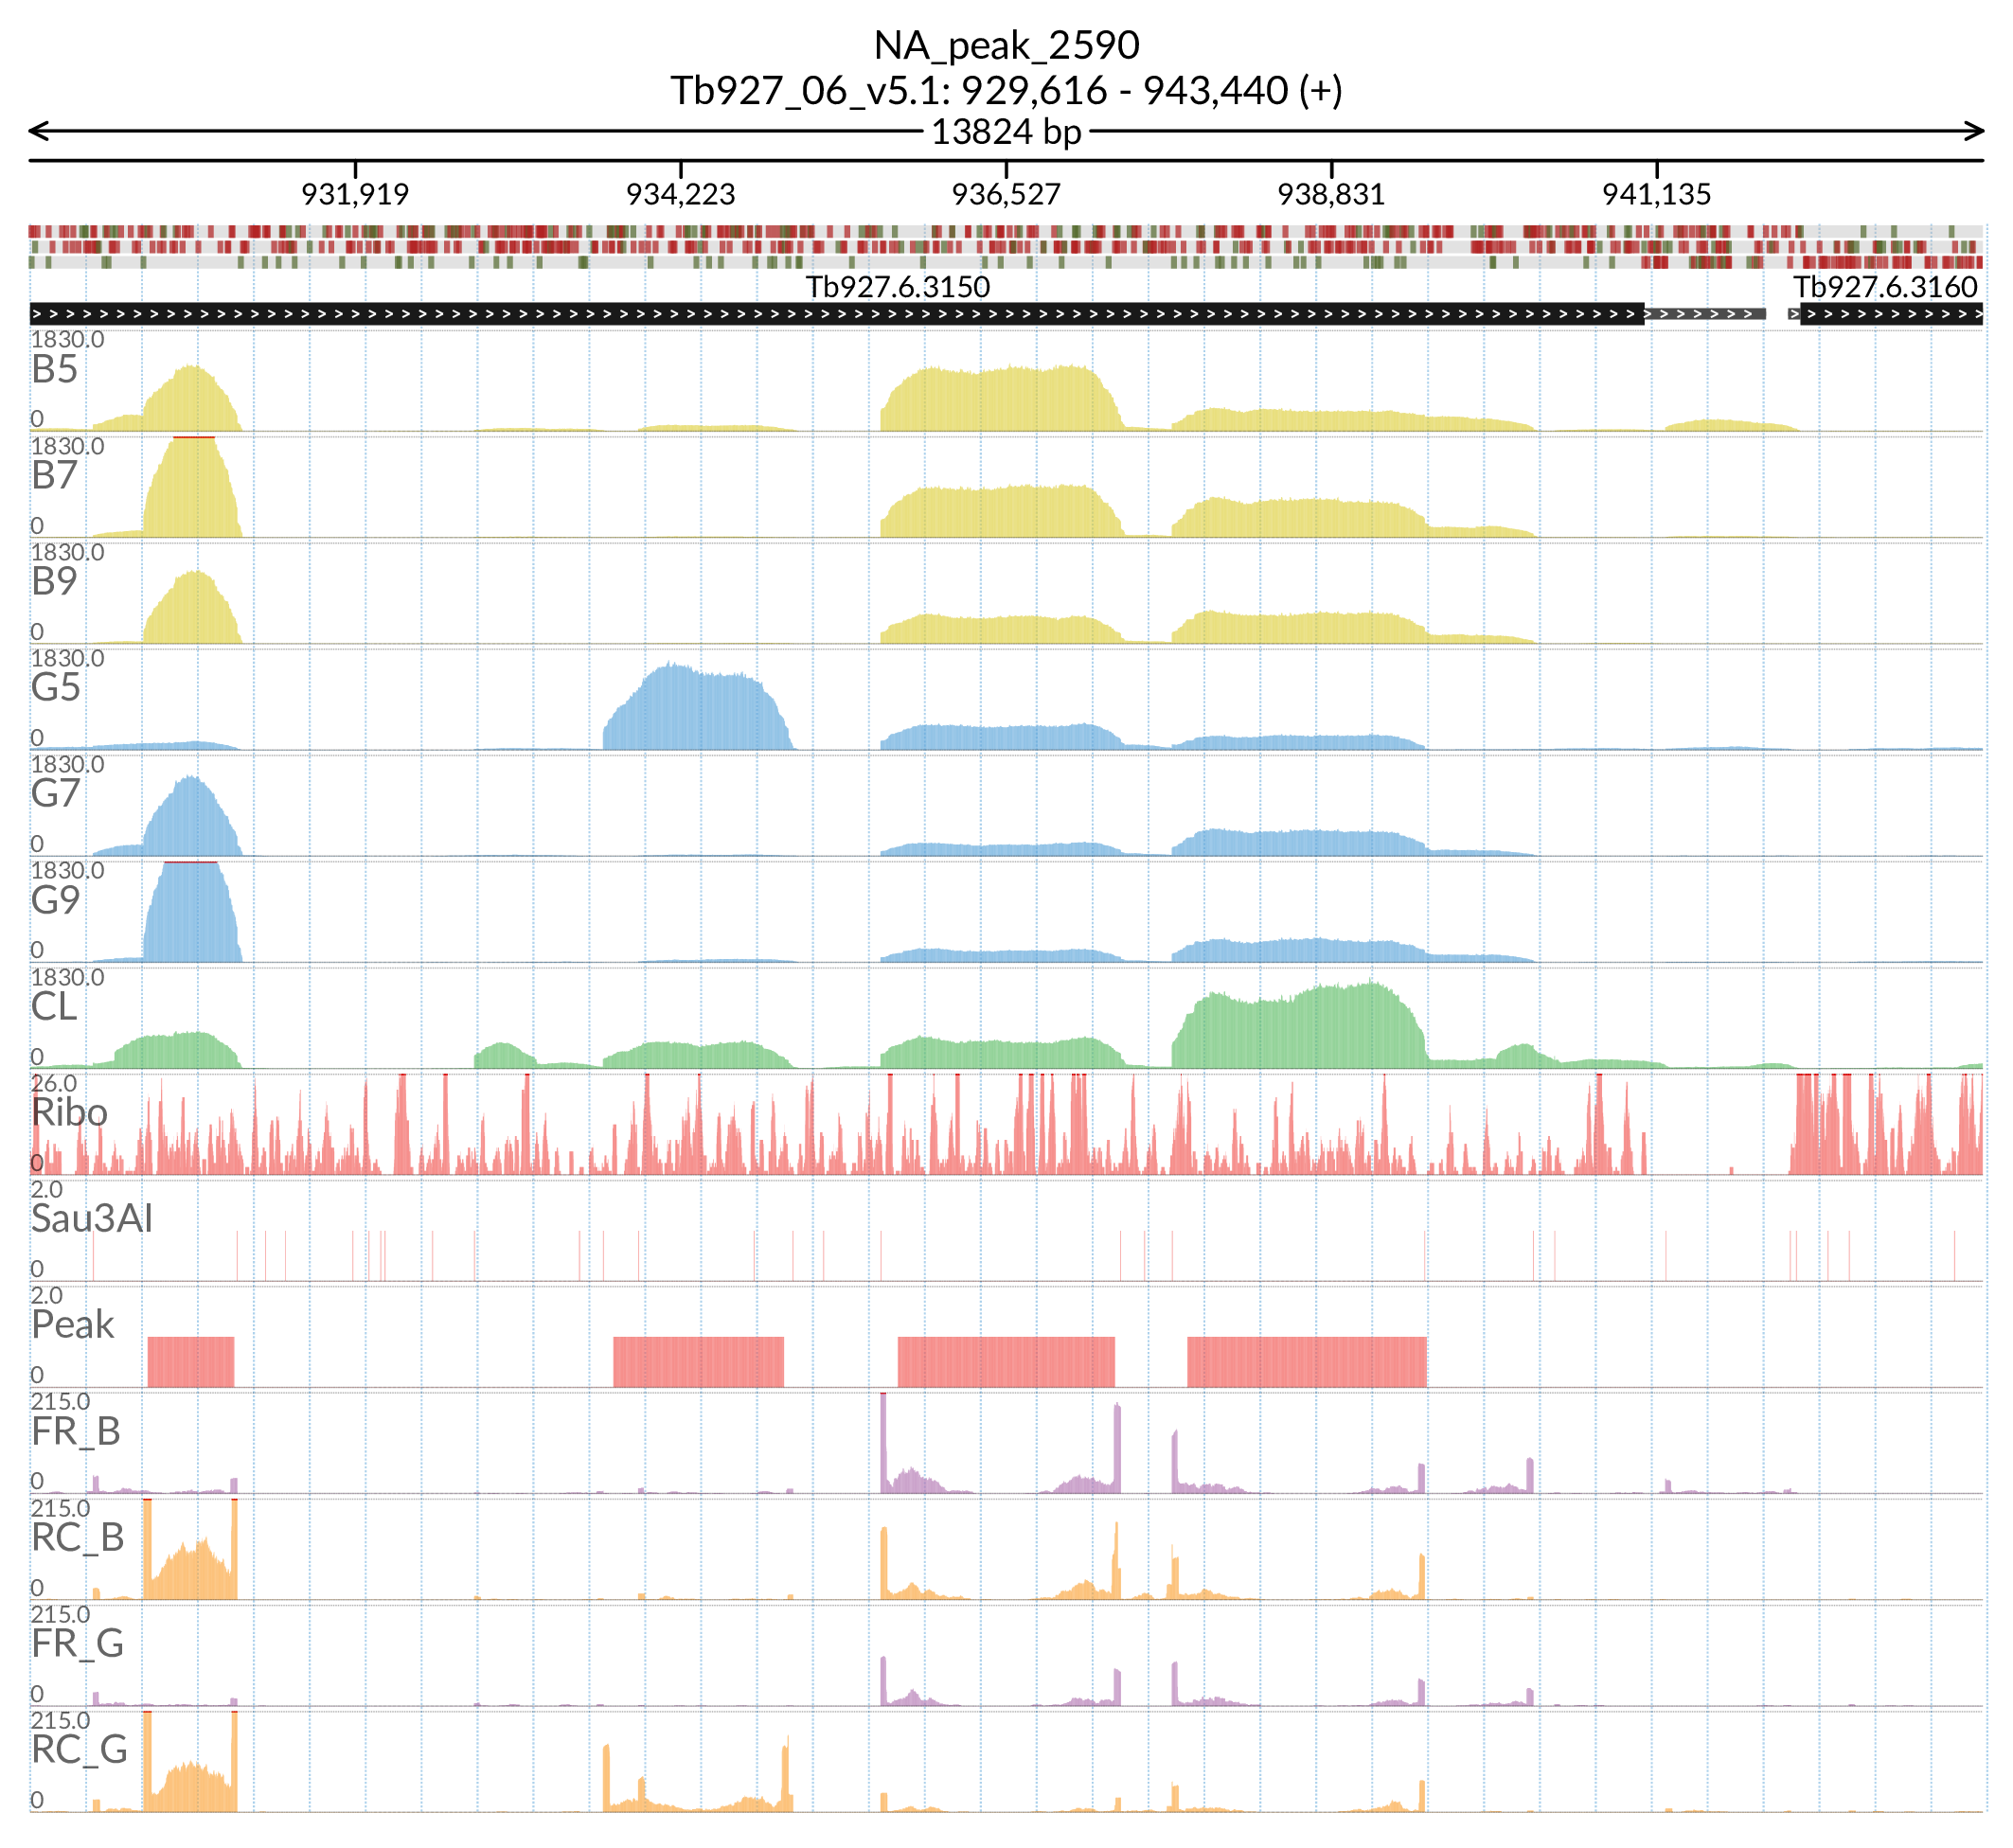 NA_peak_2590
Tb927_06_v5.1: 929,616 - 943,440 (+)
13824 bp
931,919 934,223 936,527 938,831 941,135
Tb927.6.3150 Tb927.6.3160
1830.0
B5
0
1830.0
B7
0
1830.0
B9
0
1830.0
G5
0
1830.0
G7
0
1830.0
G9
0
1830.0
CL
0
26.0
Ribo
0
2.0
Sau3AI
0
2.0
Peak
0
215.0
FR_B
0
215.0
RC_B
0
215.0
FR_G
0
215.0
RC_G
0